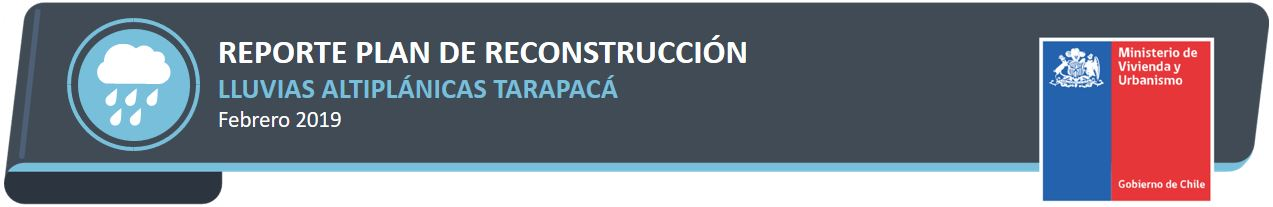 REPORTE PLAN DE RECONSTRUCCIÓN
LLUVIAS ALTIPLÁNICAS TARAPACÁ
Febrero 2019
Ministerio de
Vivienda y
Urbanismo
Gobierno de Chile